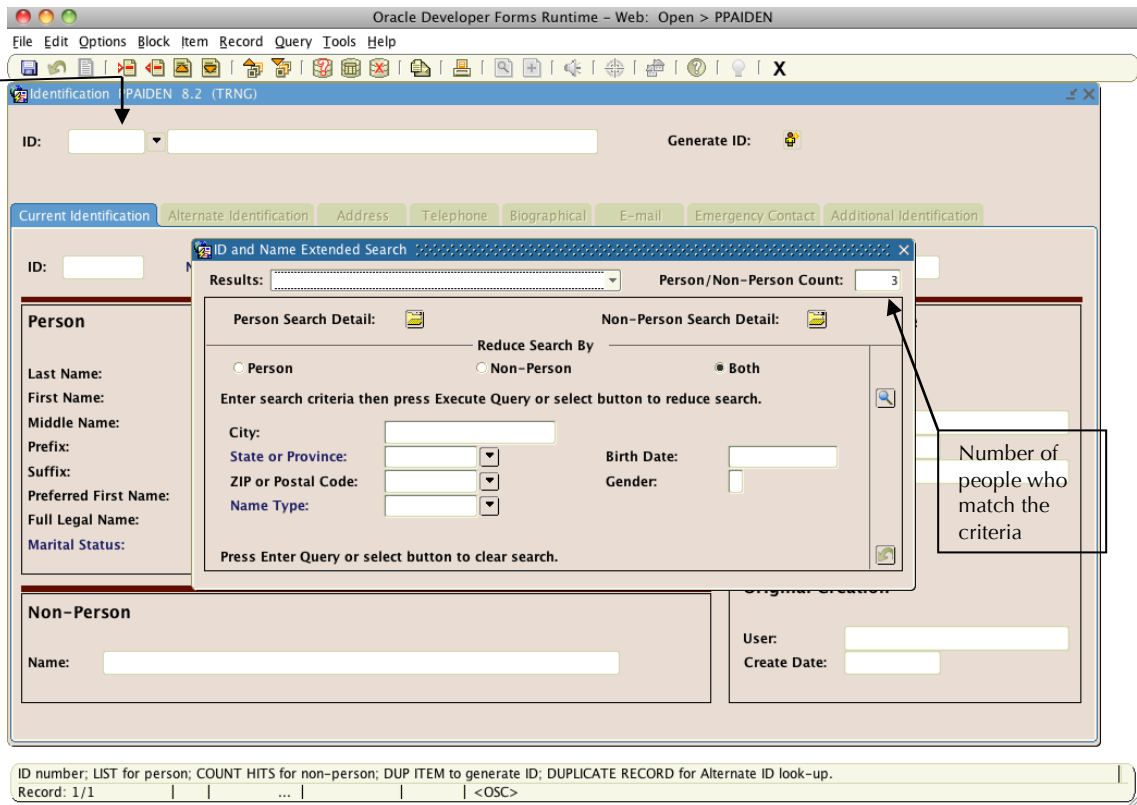 Oracle Developer Forms Runtime – Web: Open > PPAIDEN
File Edit Options Block Item Record Query Tools Help
X
Identification PPAIDEN 8.2 (TRNG)
ID:
Generate ID:
Current Identification Alternate Identification Address Telephone Biographical E-mail Emergency Contact Additional Identification
ID and Name Extended Search
ID:
Results:
Person/Non-Person Count: 3
Person
Person Search Detail:
Non-Person Search Detail:
Reduce Search By
Person Non-Person Both
Last Name:
First Name:
Middle Name:
Prefix:
Suffix:
Preferred First Name:
Full Legal Name:
Marital Status:
Enter search criteria then press Execute Query or select button to reduce search.
City:
State or Province:
Birth Date:
ZIP or Postal Code:
Gender:
Name Type:
Press Enter Query or select button to clear search.
Number of
people who
match the
criteria
Non-Person
Original Creation
User:
Name:
Create Date:
ID number; LIST for person; COUNT HITS for non-person; DUP ITEM to generate ID; DUPLICATE RECORD for Alternate ID look-up.
Record: 1/1 ... <OSC>